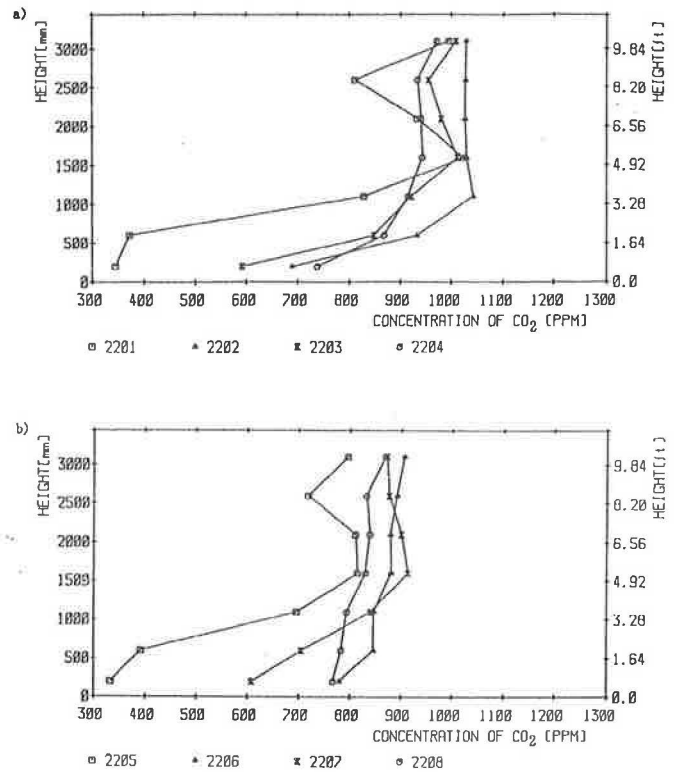 a)
HEIGHT[mm]
3000
2500
2000
1500
1000
500
0
HEIGHT[ft]
9.84
8.20
6.56
4.92
3.28
1.64
0.0
300 400 500 600 700 800 900 1000 1100 1200 1300
CONCENTRATION OF CO2 [PPM]
2201 2202 2203 2204
b)
HEIGHT[mm]
3000
2500
2000
1500
1000
500
0
HEIGHT[ft]
9.84
8.20
6.56
4.92
3.28
1.64
0.0
300 400 500 600 700 800 900 1000 1100 1200 1300
CONCENTRATION OF CO2 [PPM]
2205 2206 2207 2208